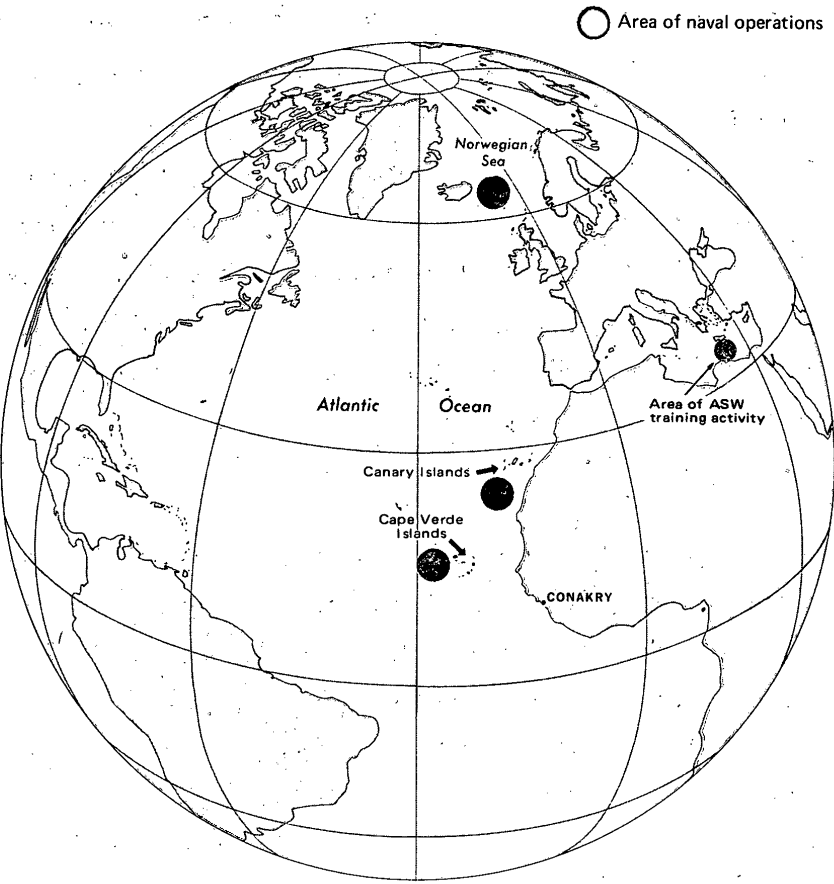 Area of naval operations
Norwegian
Sea
Atlantic Ocean
Area of ASW
training activity
Canary Islands
Cape Verde
Islands
CONAKRY